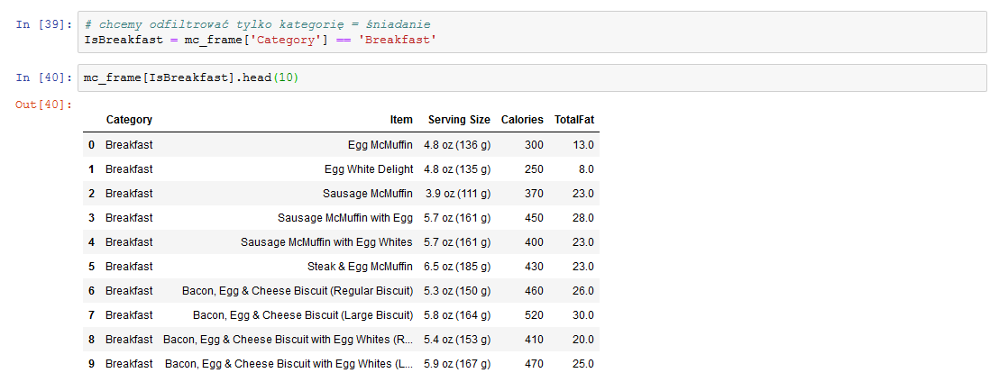 In [39]: # chcemy odfiltrować tylko kategorię = śniadanie
IsBreakfast = mc_frame['Category'] == 'Breakfast'
In [40]: mc_frame[IsBreakfast].head(10)
Out[40]:
Category Item Serving Size Calories TotalFat
0 Breakfast Egg McMuffin 4.8 oz (136 g) 300 13.0
1 Breakfast Egg White Delight 4.8 oz (135 g) 250 8.0
2 Breakfast Sausage McMuffin 3.9 oz (111 g) 370 23.0
3 Breakfast Sausage McMuffin with Egg 5.7 oz (161 g) 450 28.0
4 Breakfast Sausage McMuffin with Egg Whites 5.7 oz (161 g) 400 23.0
5 Breakfast Steak & Egg McMuffin 6.5 oz (185 g) 430 23.0
6 Breakfast Bacon, Egg & Cheese Biscuit (Regular Biscuit) 5.3 oz (150 g) 460 26.0
7 Breakfast Bacon, Egg & Cheese Biscuit (Large Biscuit) 5.8 oz (164 g) 520 30.0
8 Breakfast Bacon, Egg & Cheese Biscuit with Egg Whites (R... 5.4 oz (153 g) 410 20.0
9 Breakfast Bacon, Egg & Cheese Biscuit with Egg Whites (L... 5.9 oz (167 g) 470 25.0